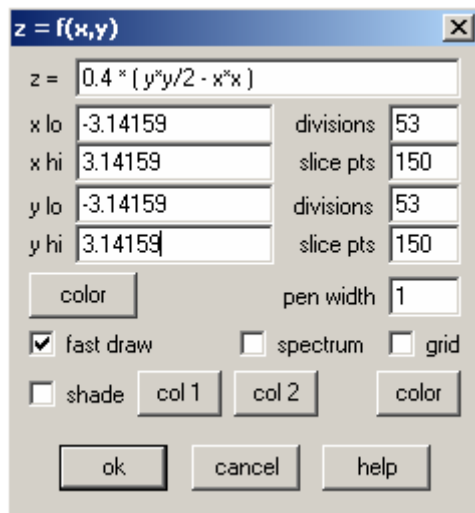 z = f(x,y)
z = 0.4 * ( y*y/2 - x*x )
x lo -3.14159 divisions 53
x hi 3.14159 slice pts 150
y lo -3.14159 divisions 53
y hi 3.14159 slice pts 150
color pen width 1
fast draw spectrum grid
shade col 1 col 2 color
ok cancel help